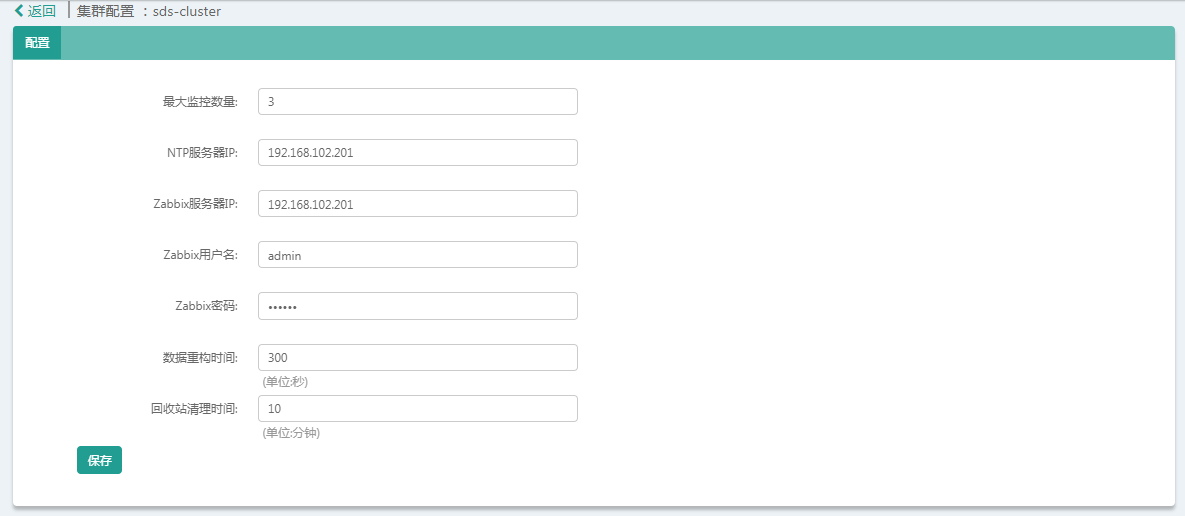 返回 集群配置 ：sds-cluster
配置
最大监控数量: 3
NTP服务器IP: 192.168.102.201
Zabbix服务器IP: 192.168.102.201
Zabbix用户名: admin
Zabbix密码: ••••••
数据重构时间: 300
(单位:秒)
回收站清理时间: 10
(单位:分钟)
保存